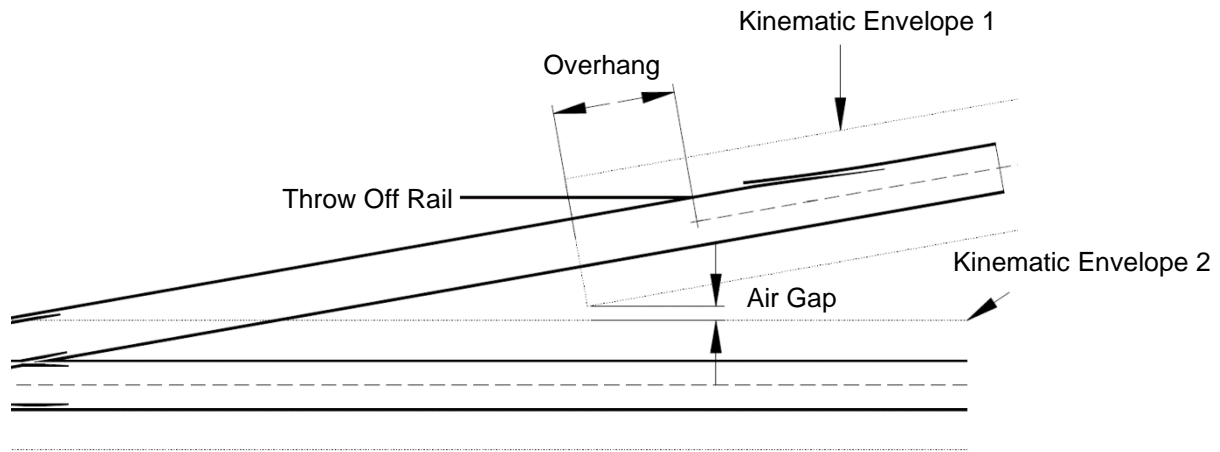 Kinematic Envelope 1
Overhang
Throw Off Rail
Kinematic Envelope 2
Air Gap